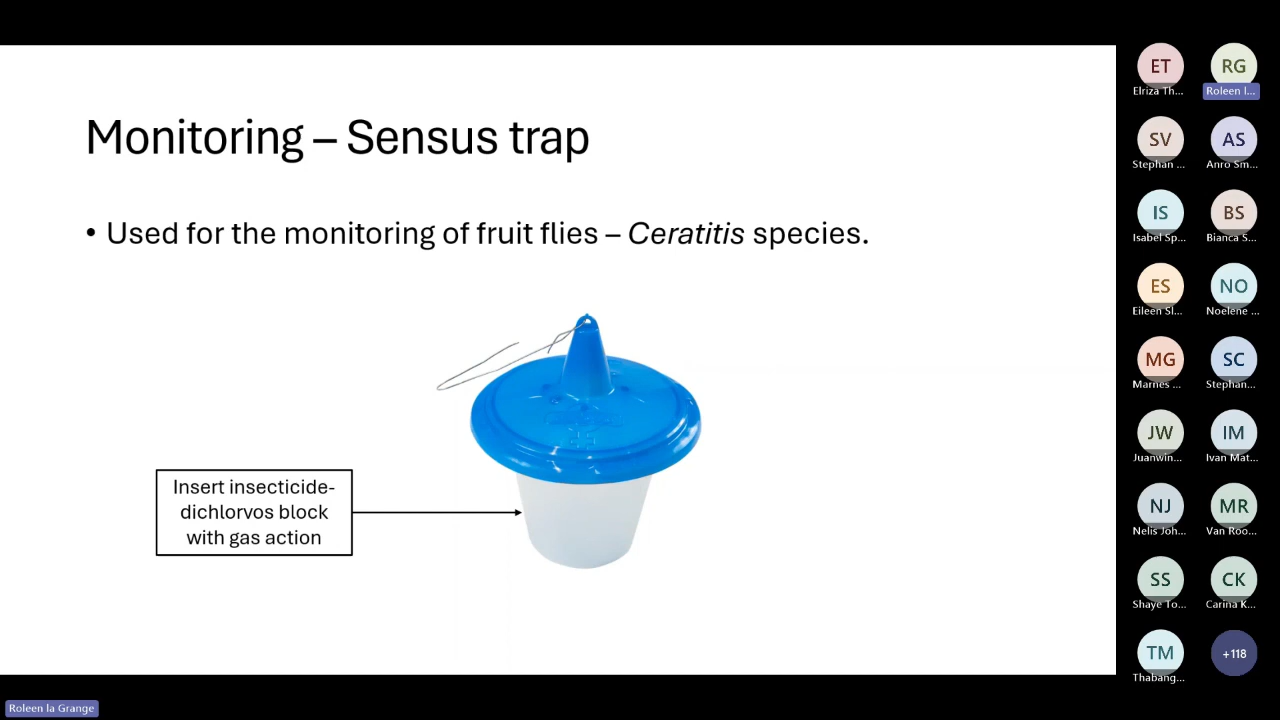 Monitoring – Sensus trap
• Used for the monitoring of fruit flies – Ceratitis species.
Insert insecticide-
dichlorvos block
with gas action
ET
Elriza Th...
RG
Roleen l...
SV
Stephan ...
AS
Anro Sm...
IS
Isabel Sp...
BS
Bianca S...
ES
Eileen Sl...
NO
Noelene ...
MG
Marnes ...
SC
Stephan...
JW
Juanwin...
IM
Ivan Mat...
NJ
Nelis Joh...
MR
Van Roo...
SS
Shaye To...
CK
Carina K...
TM
Thabang...
+118
Roleen la Grange